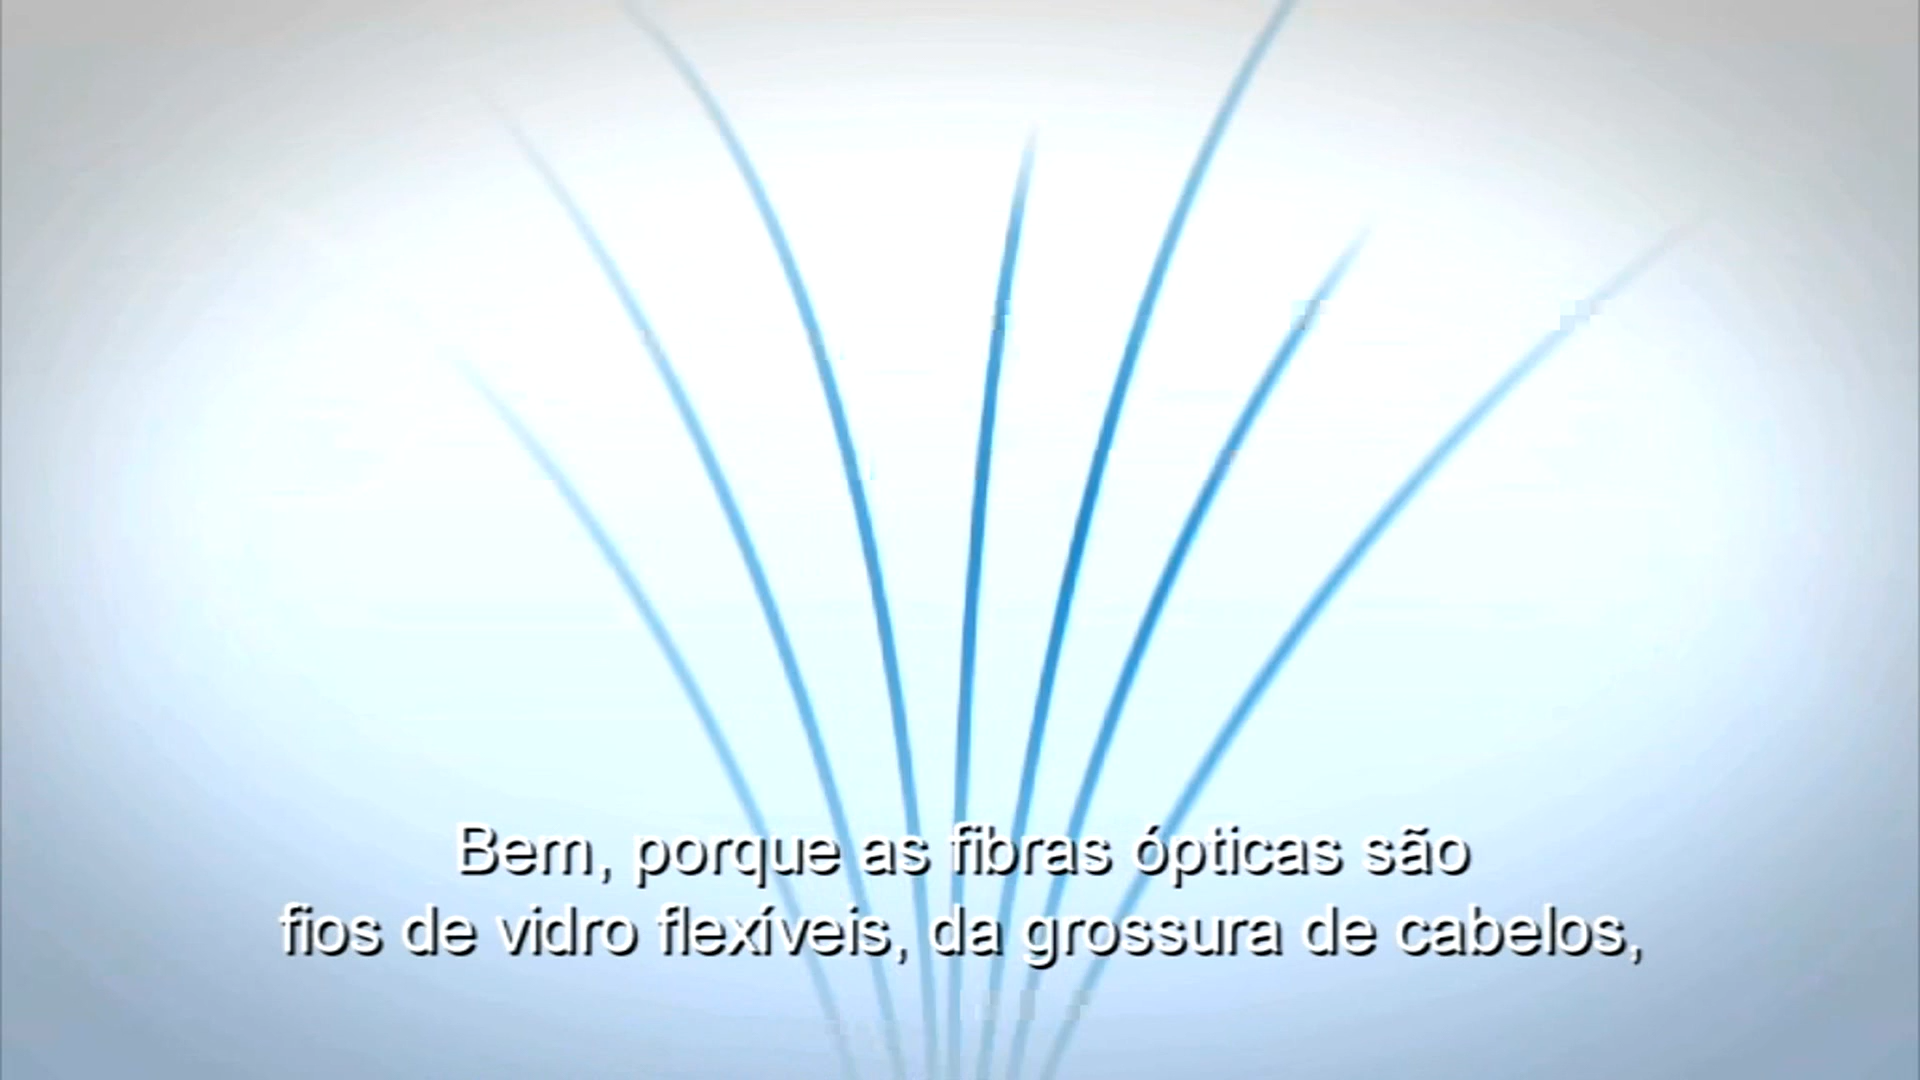 Bem, porque as fibras ópticas são
fios de vidro flexíveis, da grossura de cabelos,